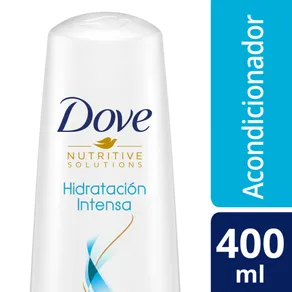 Dove
NUTRITIVE
SOLUTIONS
Hidratación
Intensa
Acondicionador
400
ml